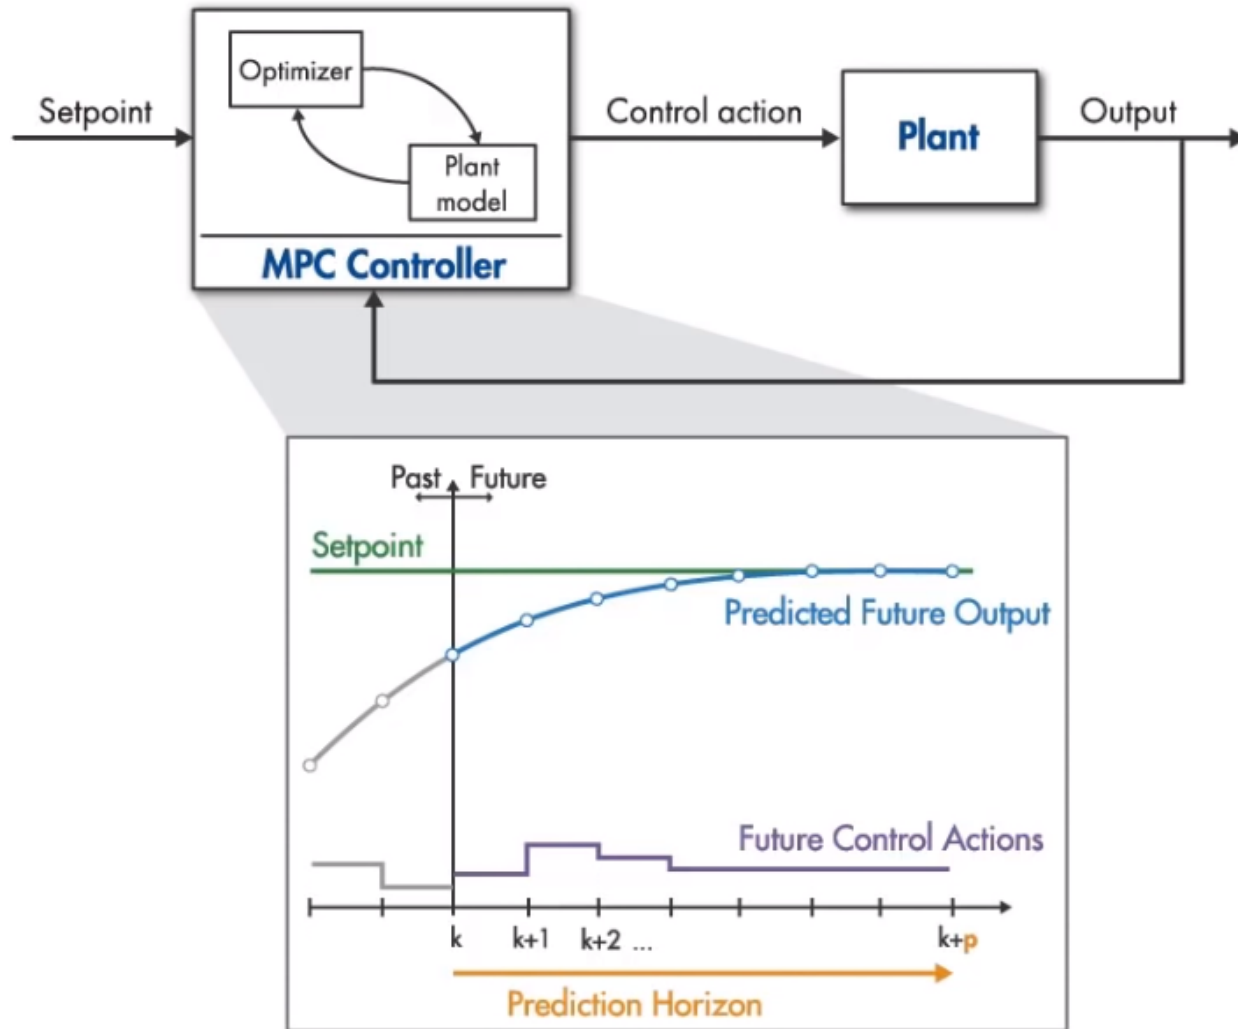 Setpoint
Optimizer
Plant
model
MPC Controller
Control action
Plant
Output
Past
Future
Setpoint
Predicted Future Output
Future Control Actions
k
k+1
k+2 ...
k+p
Prediction Horizon